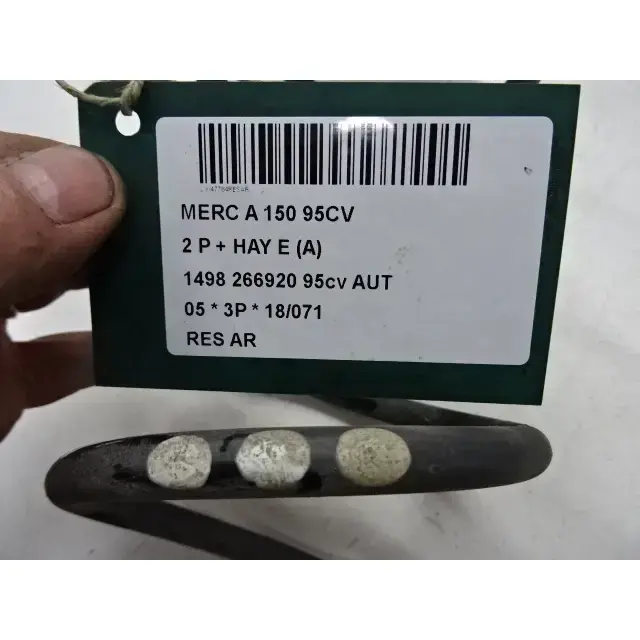 MERC A 150 95CV
2 P + HAY E (A)
1498 266920 95cv AUT
05 * 3P * 18/071
RES AR